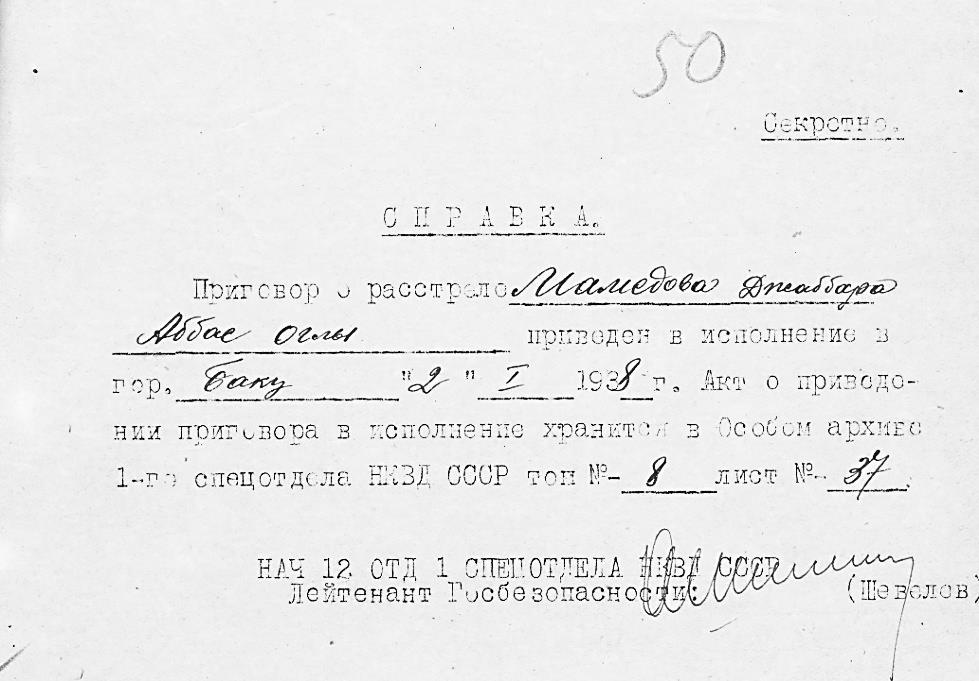 50
Секретно.
СПРАВКА.
Приговор о расстреле Мамедова Джаббара
Аббас Оглы приведен в исполнение в
гор. Баку "2" I 1938 г. Акт о приведе-
нии приговора в исполнение хранится в Особом архиве
1-го спецотдела НКВД СССР том №- 8 лист №- 37
НАЧ 12 ОТД 1 СПЕЦОТДЕЛА НКВД СССР
Лейтенант Госбезопасности: (Шевелев)